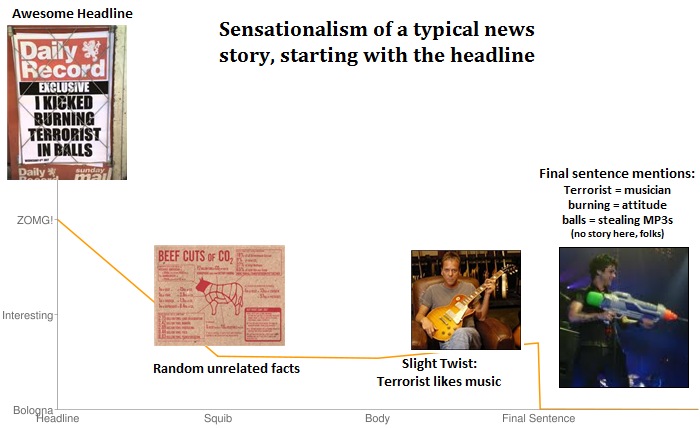 Awesome Headline
Sensationalism of a typical news
story, starting with the headline
Daily
Record
EXCLUSIVE
I KICKED
BURNING
TERRORIST
IN BALLS
Daily
sunday
mail
Final sentence mentions:
Terrorist = musician
burning = attitude
balls = stealing MP3s
(no story here, folks)
ZOMG!
BEEF CUTS OF CO2
Interesting
Random unrelated facts
Slight Twist:
Terrorist likes music
Bologna
Headline
Squib
Body
Final Sentence